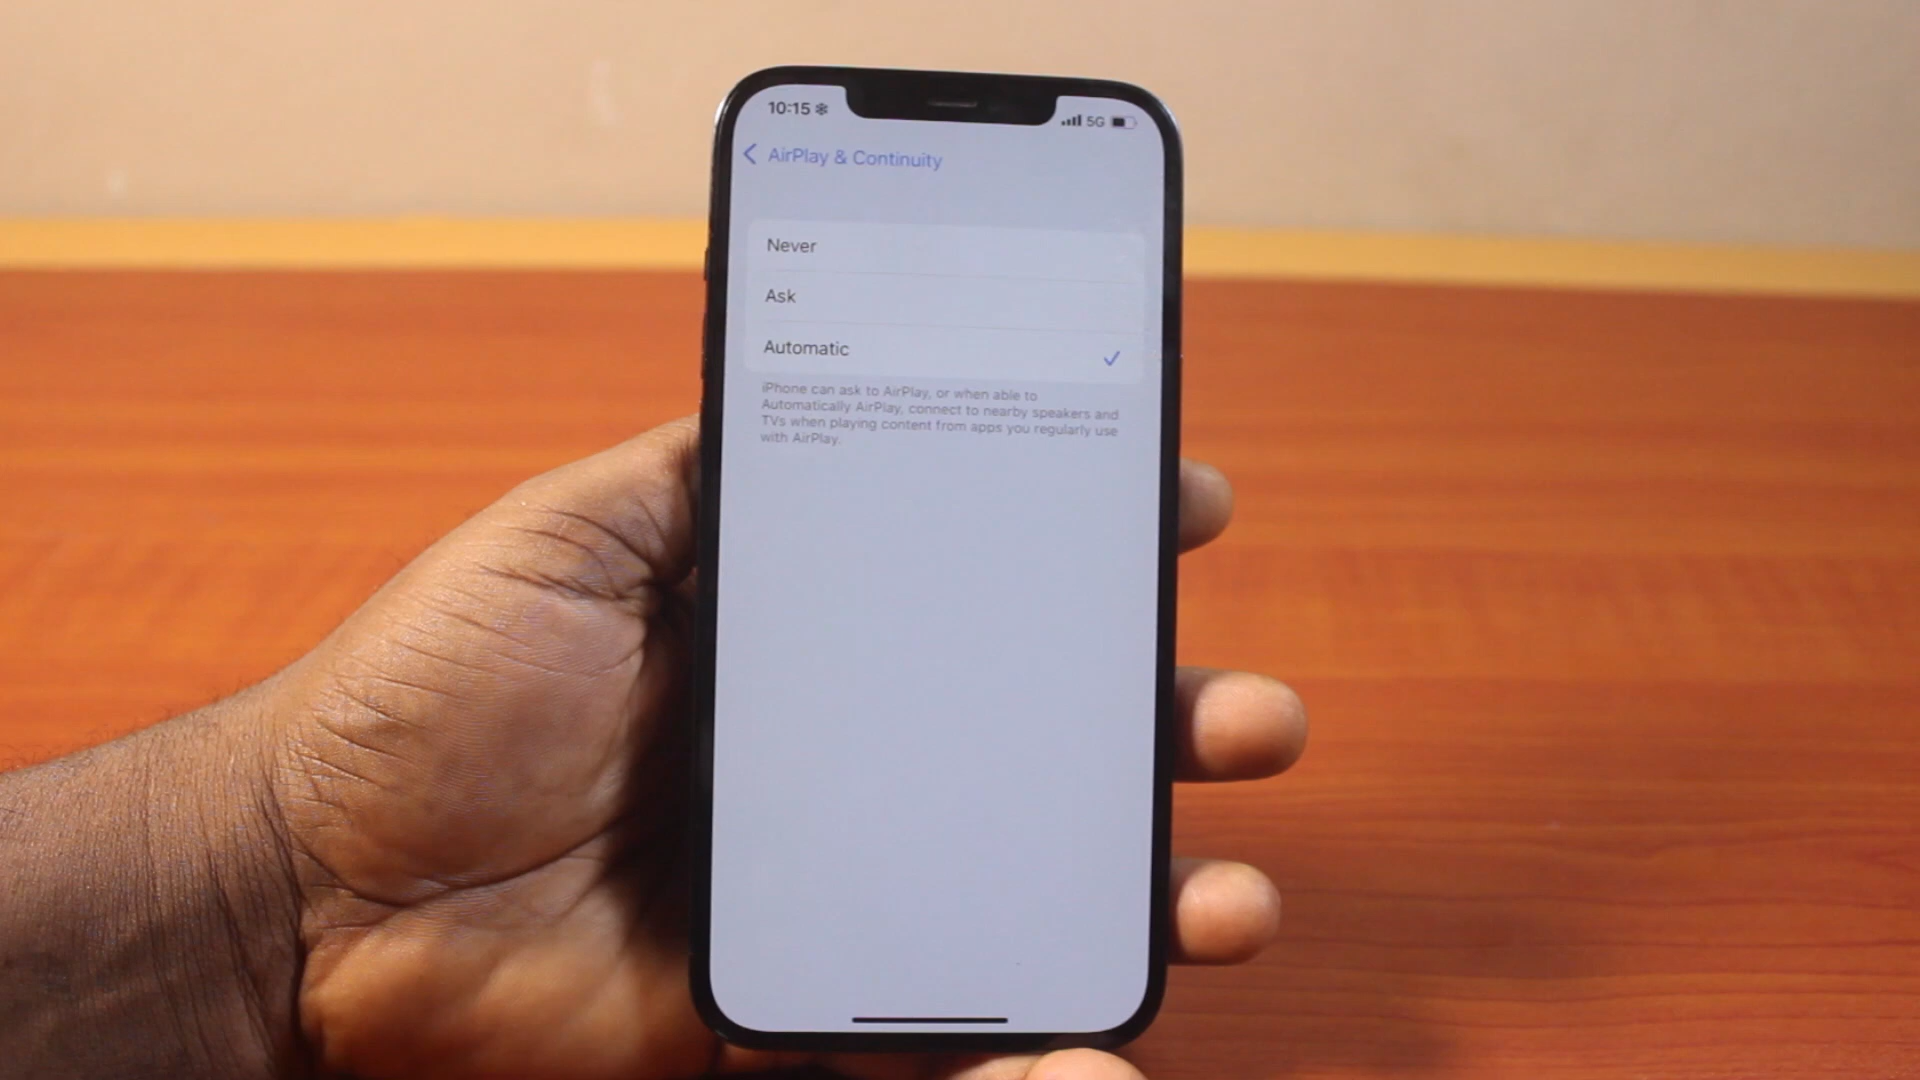 10:15
5G
AirPlay & Continuity
Never
Ask
Automatic
iPhone can ask to AirPlay, or when able to
Automatically AirPlay, connect to nearby speakers and
TVs when playing content from apps you regularly use
with AirPlay.